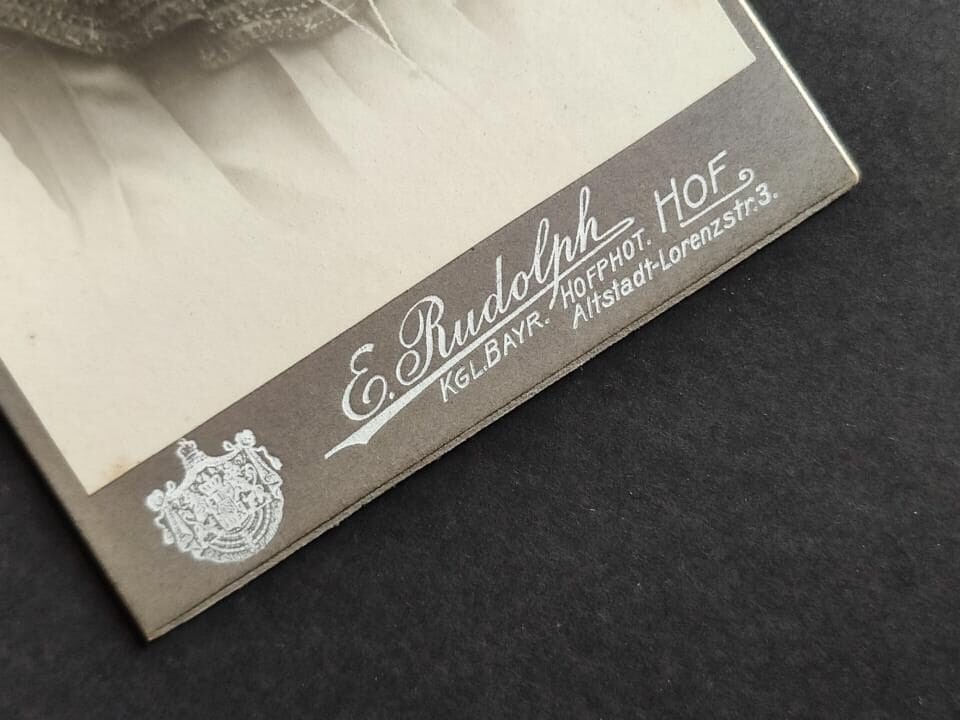 E. Rudolph
KGL. BAYR. HOFPHOT. HOF
Altstadt-Lorenzstr. 3.